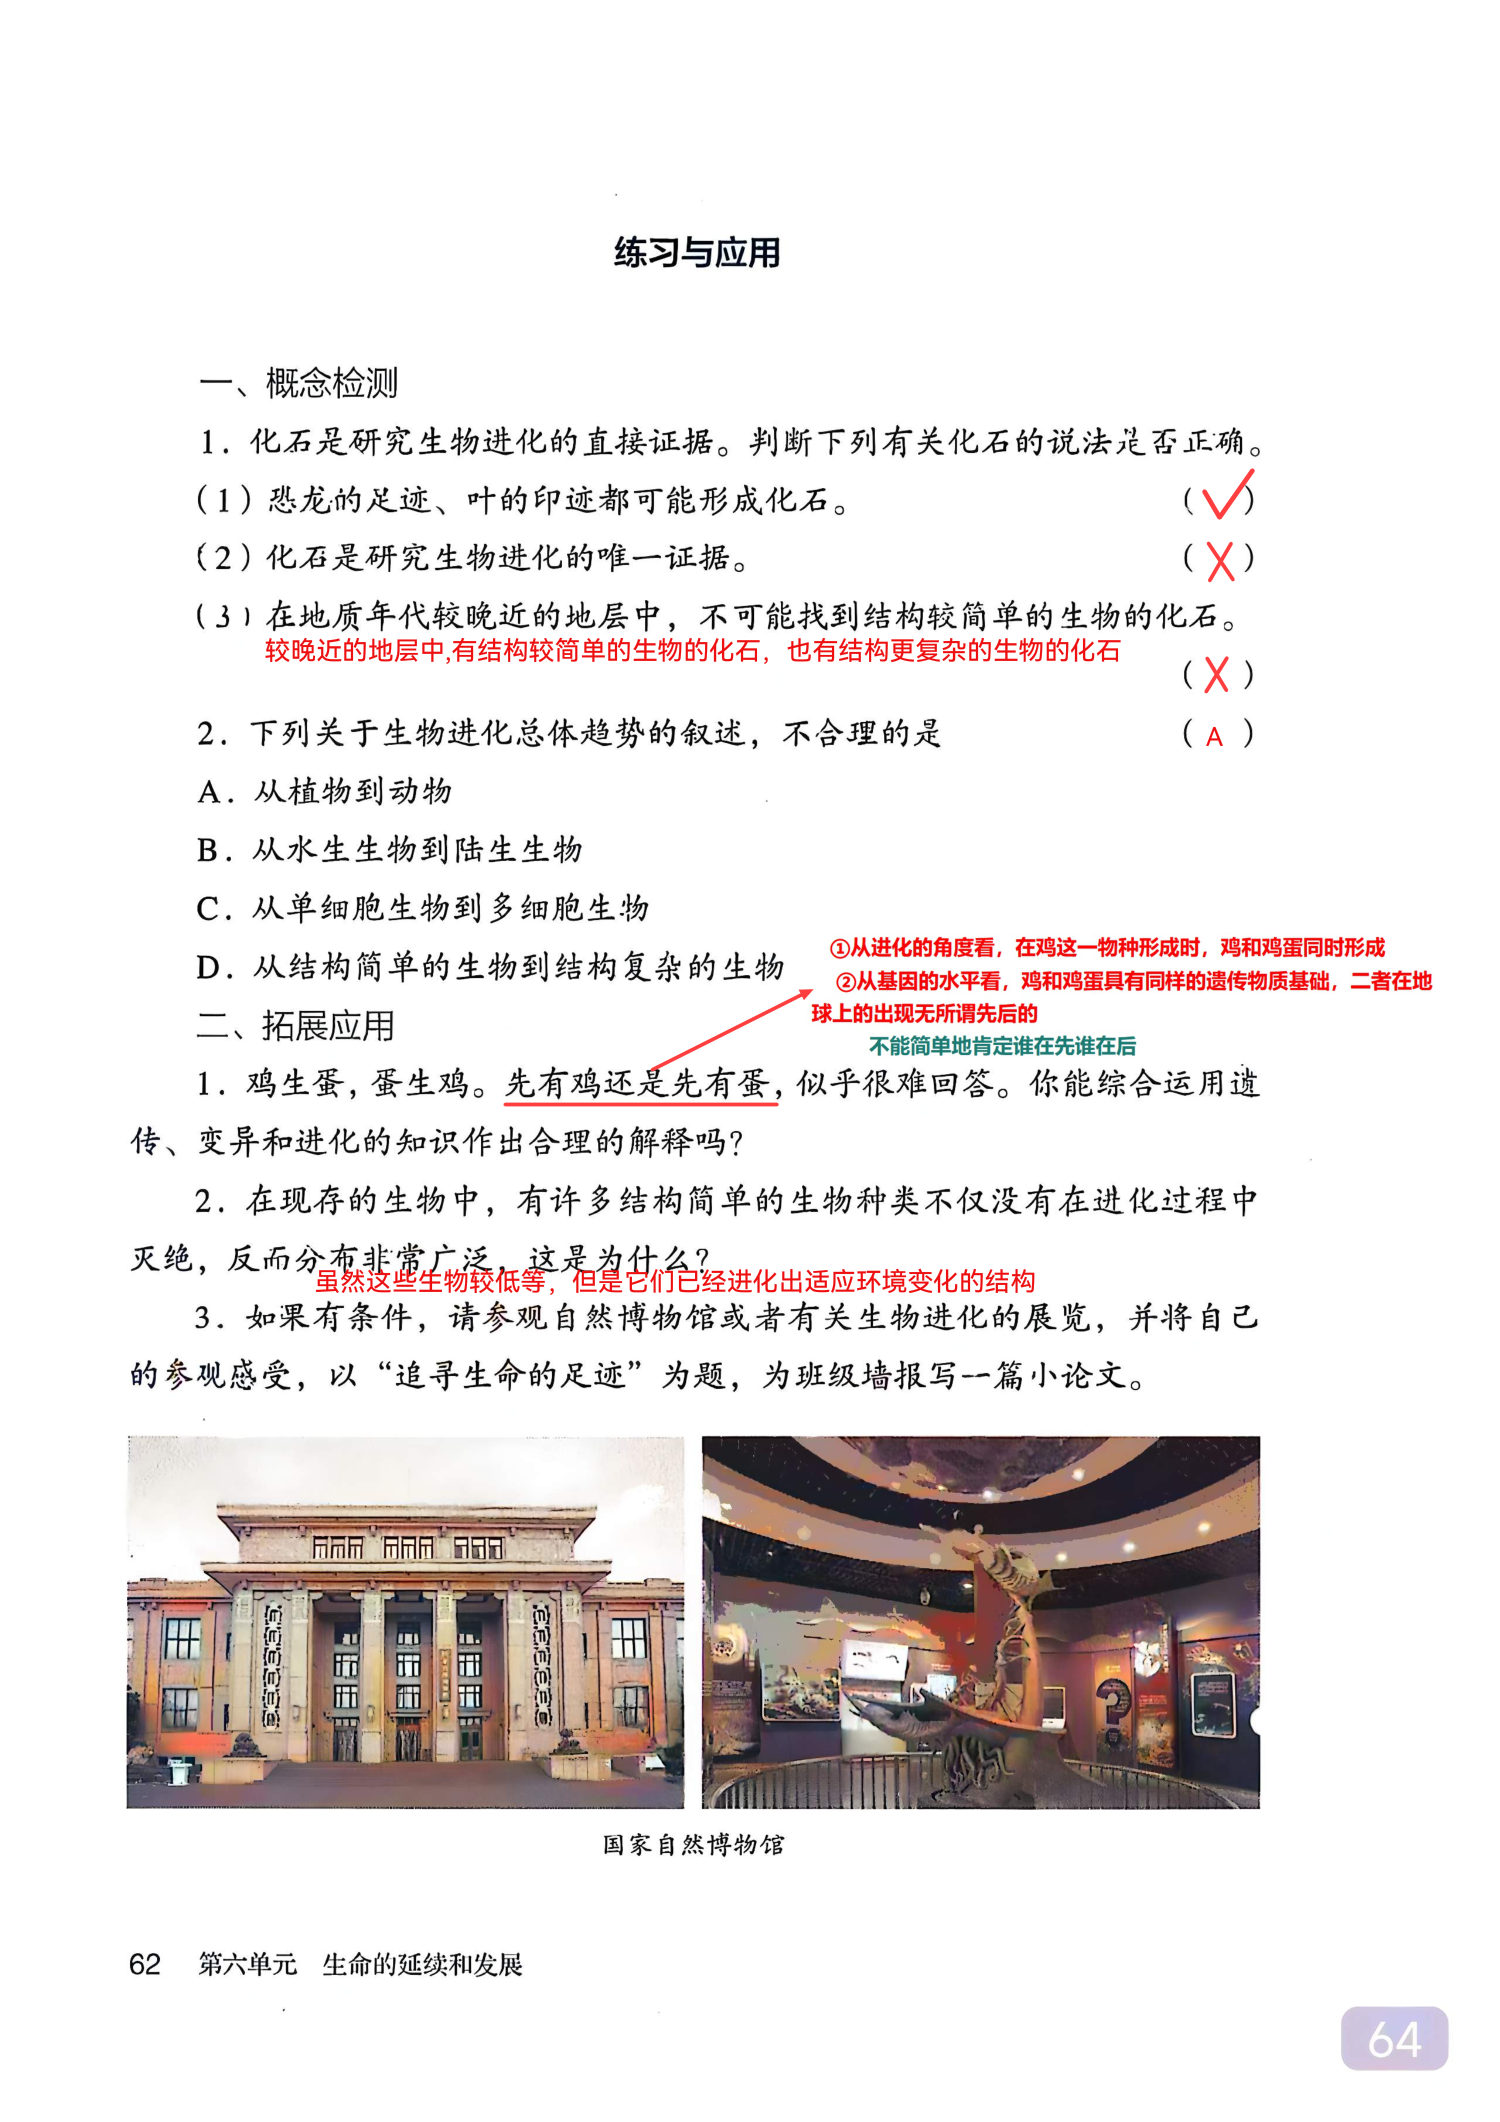 练习与应用
一、概念检测
1. 化石是研究生物进化的直接证据。判断下列有关化石的说法是否正确。
（1）恐龙的足迹、叶的印迹都可能形成化石。 （✓）
（2）化石是研究生物进化的唯一证据。 （X）
（3）在地质年代较晚近的地层中，不可能找到结构较简单的生物的化石。
较晚近的地层中,有结构较简单的生物的化石，也有结构更复杂的生物的化石
（X）
2. 下列关于生物进化总体趋势的叙述，不合理的是 （A）
A. 从植物到动物
B. 从水生生物到陆生生物
C. 从单细胞生物到多细胞生物
D. 从结构简单的生物到结构复杂的生物
①从进化的角度看，在鸡这一物种形成时，鸡和鸡蛋同时形成
②从基因的水平看，鸡和鸡蛋具有同样的遗传物质基础，二者在地
球上的出现无所谓先后的
不能简单地肯定谁在先谁在后
二、拓展应用
1. 鸡生蛋，蛋生鸡。先有鸡还是先有蛋，似乎很难回答。你能综合运用遗
传、变异和进化的知识作出合理的解释吗？
2. 在现存的生物中，有许多结构简单的生物种类不仅没有在进化过程中
灭绝，反而分布非常广泛，这是为什么？
虽然这些生物较低等，但是它们已经进化出适应环境变化的结构
3. 如果有条件，请参观自然博物馆或者有关生物进化的展览，并将自己
的参观感受，以“追寻生命的足迹”为题，为班级墙报写一篇小论文。
?
国家自然博物馆
62 第六单元 生命的延续和发展
64